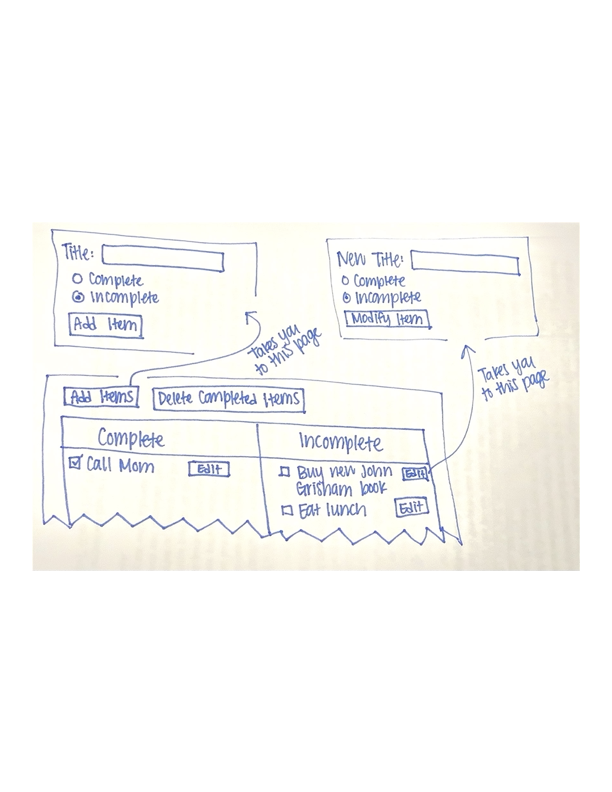 Title:
Complete
Incomplete
Add Item
New Title:
Complete
Incomplete
Modify Item
Takes you
to this page
Takes you
to this page
Add Items
Delete Completed Items
Complete
Incomplete
Call Mom
Edit
Buy new John
Grisham book
Edit
Eat lunch
Edit